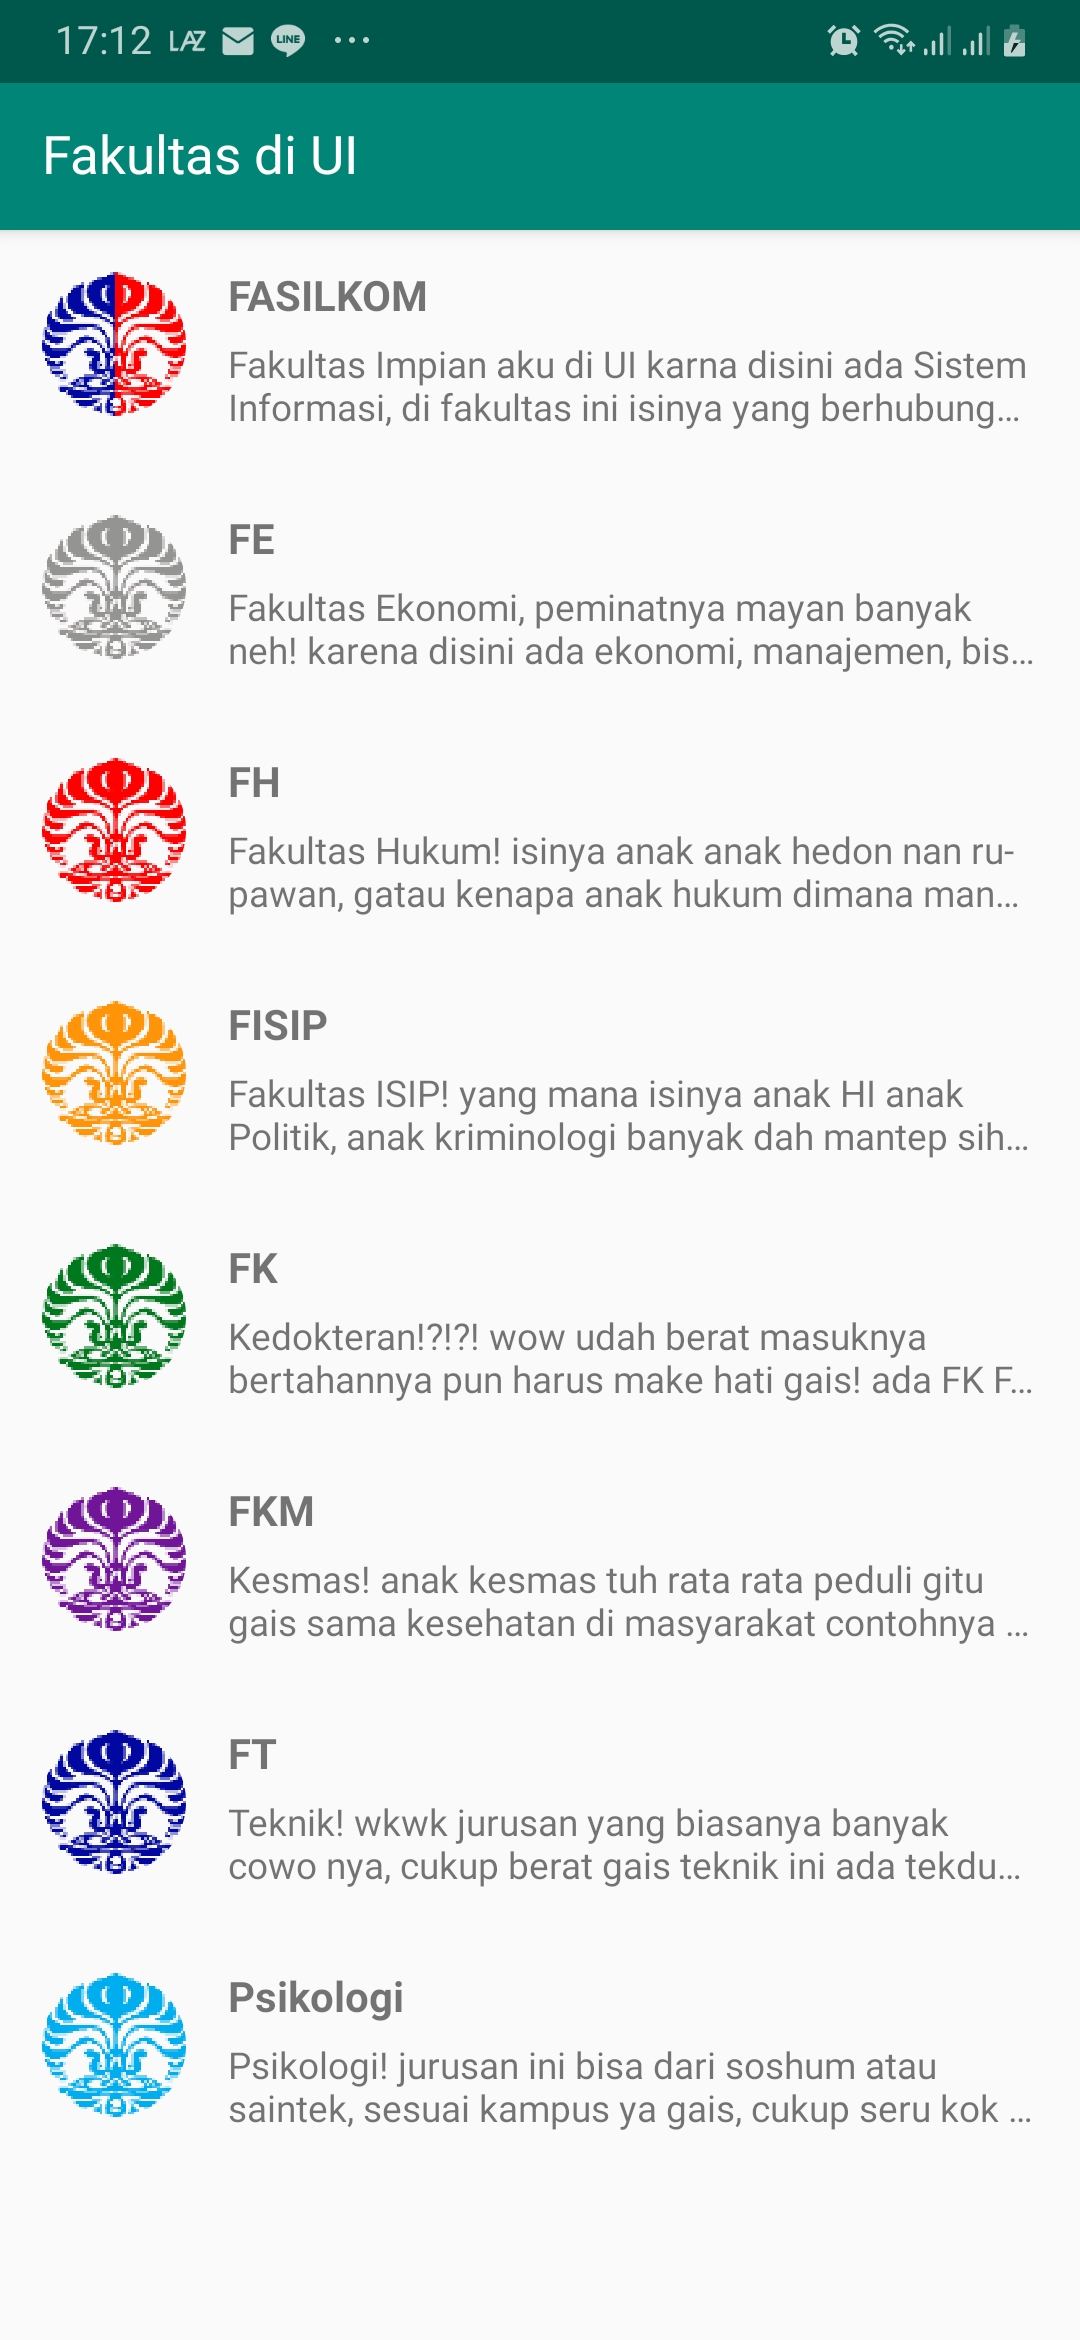 17:12 LAZ LINE ...
Fakultas di UI
FASILKOM
Fakultas Impian aku di UI karna disini ada Sistem
Informasi, di fakultas ini isinya yang berhubung...
FE
Fakultas Ekonomi, peminatnya mayan banyak
neh! karena disini ada ekonomi, manajemen, bis...
FH
Fakultas Hukum! isinya anak anak hedon nan ru-
pawan, gatau kenapa anak hukum dimana man...
FISIP
Fakultas ISIP! yang mana isinya anak HI anak
Politik, anak kriminologi banyak dah mantep sih...
FK
Kedokteran!?!?! wow udah berat masuknya
bertahannya pun harus make hati gais! ada FK F...
FKM
Kesmas! anak kesmas tuh rata rata peduli gitu
gais sama kesehatan di masyarakat contohnya ...
FT
Teknik! wkwk jurusan yang biasanya banyak
cowo nya, cukup berat gais teknik ini ada tekdu...
Psikologi
Psikologi! jurusan ini bisa dari soshum atau
saintek, sesuai kampus ya gais, cukup seru kok ...